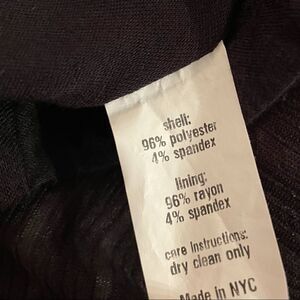 shell:
96% polyester
4% spandex
lining:
96% rayon
4% spandex
care instructions:
dry clean only
Made in NYC